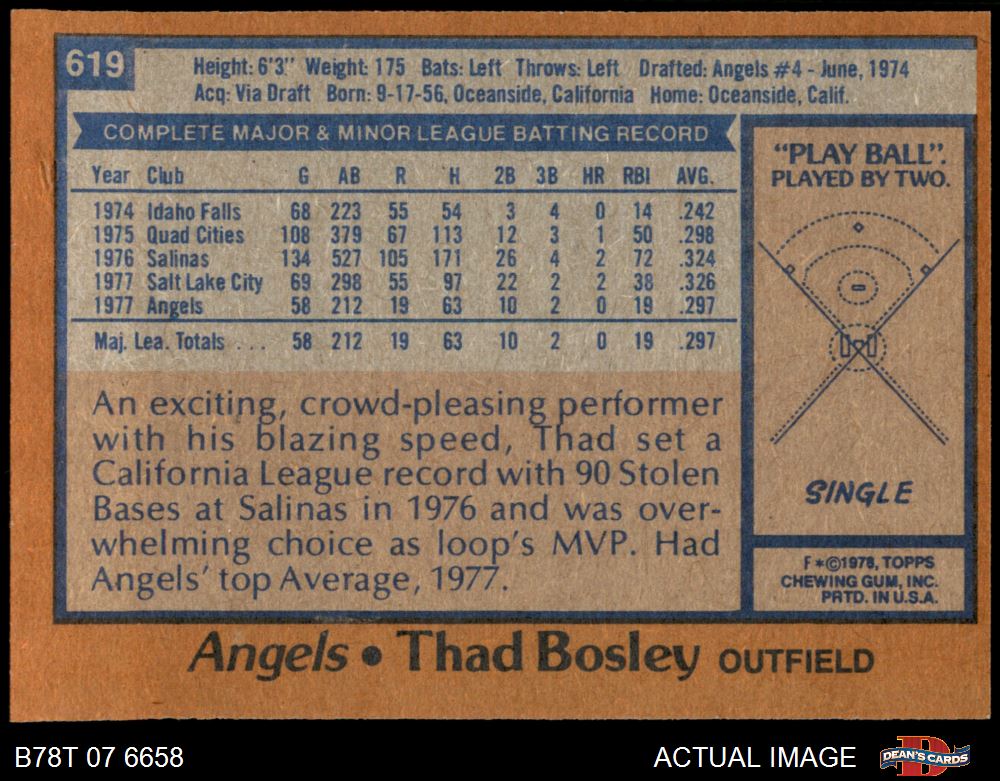 619
Height: 6'3" Weight: 175 Bats: Left Throws: Left Drafted: Angels #4 - June, 1974
Acq: Via Draft Born: 9-17-56, Oceanside, California Home: Oceanside, Calif.
COMPLETE MAJOR & MINOR LEAGUE BATTING RECORD
Year Club G AB R H 2B 3B HR RBI AVG.
1974 Idaho Falls 68 223 55 54 3 4 0 14 .242
1975 Quad Cities 108 379 67 113 12 3 1 50 .298
1976 Salinas 134 527 105 171 26 4 2 72 .324
1977 Salt Lake City 69 298 55 97 22 2 2 38 .326
1977 Angels 58 212 19 63 10 2 0 19 .297
Maj. Lea. Totals . . . 58 212 19 63 10 2 0 19 .297
An exciting, crowd-pleasing performer
with his blazing speed, Thad set a
California League record with 90 Stolen
Bases at Salinas in 1976 and was over-
whelming choice as loop's MVP. Had
Angels' top Average, 1977.
"PLAY BALL".
PLAYED BY TWO.
SINGLE
F*©1978, TOPPS
CHEWING GUM, INC.
PRTD. IN U.S.A.
Angels • Thad Bosley OUTFIELD
B78T 07 6658
ACTUAL IMAGE
DEAN'S CARDS